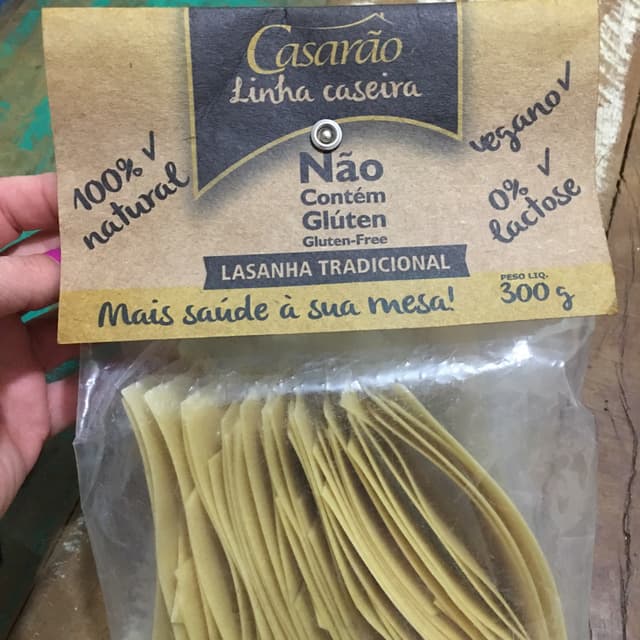 Casarão
Linha caseira
100% ✓
natural
vegano ✓
0% ✓
lactose
Não
Contém
Glúten
Gluten-Free
LASANHA TRADICIONAL
PESO LIQ.
300 g
Mais saúde à sua mesa!